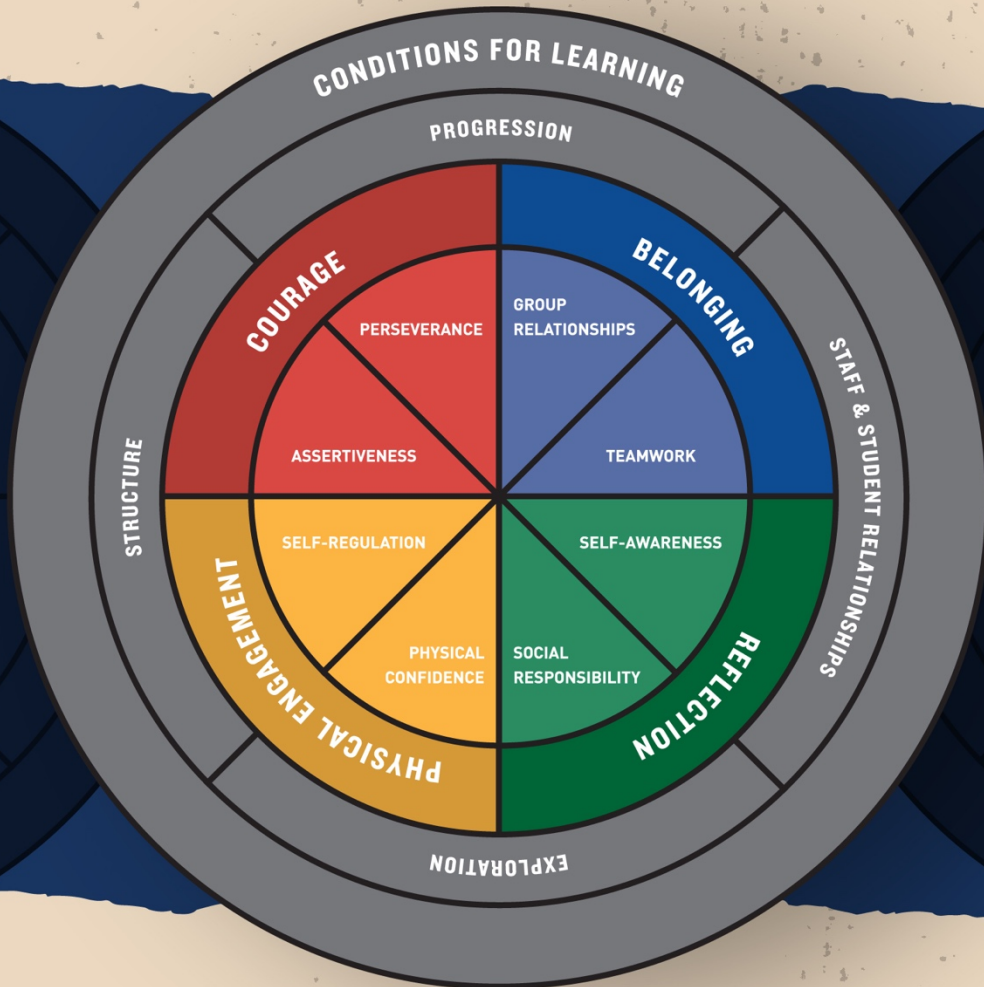 CONDITIONS FOR LEARNING
PROGRESSION
STRUCTURE
STAFF & STUDENT RELATIONSHIPS
EXPLORATION
COURAGE
PERSEVERANCE
ASSERTIVENESS
BELONGING
GROUP
RELATIONSHIPS
TEAMWORK
PHYSICAL ENGAGEMENT
SELF-REGULATION
PHYSICAL
CONFIDENCE
REFLECTION
SELF-AWARENESS
SOCIAL
RESPONSIBILITY